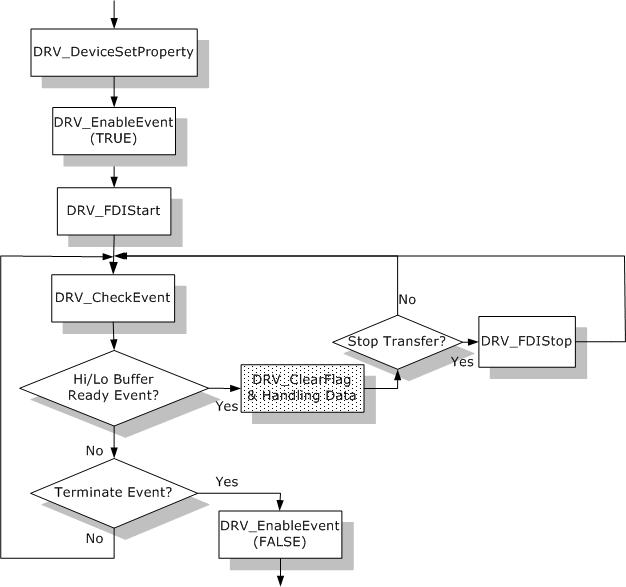 DRV_DeviceSetProperty
DRV_EnableEvent
(TRUE)
DRV_FDIStart
DRV_CheckEvent
No
Stop Transfer?
DRV_FDIStop
Yes
Hi/Lo Buffer
Ready Event?
Yes
DRV_ClearFlag
& Handling Data
No
Terminate Event?
Yes
No
DRV_EnableEvent
(FALSE)